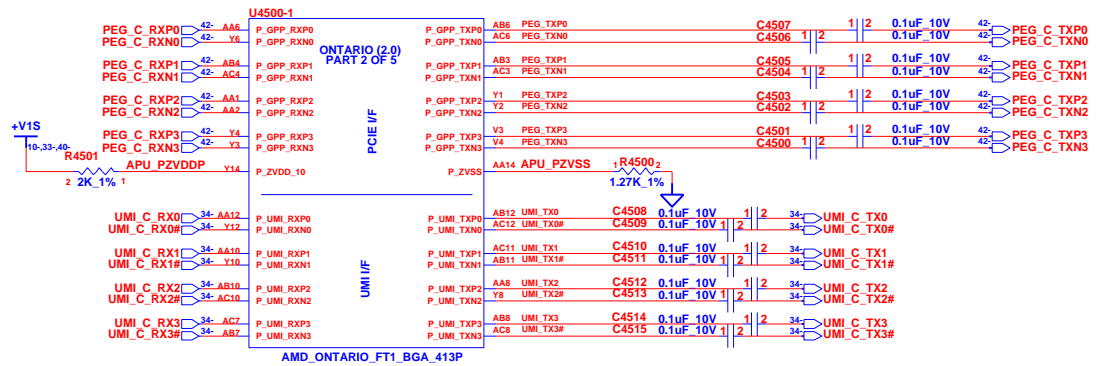 U4500-1
ONTARIO (2.0)
PART 2 OF 5
PCIE I/F
UMI I/F
PEG_C_RXP0 42- AA6 P_GPP_RXP0 P_GPP_TXP0 AB6 PEG_TXP0 C4507 1 2 0.1uF_10V 42- PEG_C_TXP0
PEG_C_RXN0 42- Y6 P_GPP_RXN0 P_GPP_TXN0 AC6 PEG_TXN0 C4506 1 2 0.1uF_10V 42- PEG_C_TXN0
PEG_C_RXP1 42- AB4 P_GPP_RXP1 P_GPP_TXP1 AB3 PEG_TXP1 C4505 1 2 0.1uF_10V 42- PEG_C_TXP1
PEG_C_RXN1 42- AC4 P_GPP_RXN1 P_GPP_TXN1 AC3 PEG_TXN1 C4504 1 2 0.1uF_10V 42- PEG_C_TXN1
PEG_C_RXP2 42- AA1 P_GPP_RXP2 P_GPP_TXP2 Y1 PEG_TXP2 C4503 1 2 0.1uF_10V 42- PEG_C_TXP2
PEG_C_RXN2 42- AA2 P_GPP_RXN2 P_GPP_TXN2 Y2 PEG_TXN2 C4502 1 2 0.1uF_10V 42- PEG_C_TXN2
PEG_C_RXP3 42- Y4 P_GPP_RXP3 P_GPP_TXP3 V3 PEG_TXP3 C4501 1 2 0.1uF_10V 42- PEG_C_TXP3
PEG_C_RXN3 42- Y3 P_GPP_RXN3 P_GPP_TXN3 V4 PEG_TXN3 C4500 1 2 0.1uF_10V 42- PEG_C_TXN3
+V1S
10-,33-,40-
R4501
2 2K_1% 1
APU_PZVDDP Y14 P_ZVDD_10 P_ZVSS AA14 APU_PZVSS 1 R4500 2
1.27K_1%
UMI_C_RX0 34- AA12 P_UMI_RXP0 P_UMI_TXP0 AB12 UMI_TX0 C4508 0.1uF_10V 1 2 34- UMI_C_TX0
UMI_C_RX0# 34- Y12 P_UMI_RXN0 P_UMI_TXN0 AC12 UMI_TX0# C4509 0.1uF_10V 1 2 34- UMI_C_TX0#
UMI_C_RX1 34- AA10 P_UMI_RXP1 P_UMI_TXP1 AC11 UMI_TX1 C4510 0.1uF_10V 1 2 34- UMI_C_TX1
UMI_C_RX1# 34- Y10 P_UMI_RXN1 P_UMI_TXN1 AB11 UMI_TX1# C4511 0.1uF_10V 1 2 34- UMI_C_TX1#
UMI_C_RX2 34- AB10 P_UMI_RXP2 P_UMI_TXP2 AA8 UMI_TX2 C4512 0.1uF_10V 1 2 34- UMI_C_TX2
UMI_C_RX2# 34- AC10 P_UMI_RXN2 P_UMI_TXN2 Y8 UMI_TX2# C4513 0.1uF_10V 1 2 34- UMI_C_TX2#
UMI_C_RX3 34- AC7 P_UMI_RXP3 P_UMI_TXP3 AB8 UMI_TX3 C4514 0.1uF_10V 1 2 34- UMI_C_TX3
UMI_C_RX3# 34- AB7 P_UMI_RXN3 P_UMI_TXN3 AC8 UMI_TX3# C4515 0.1uF_10V 1 2 34- UMI_C_TX3#
AMD_ONTARIO_FT1_BGA_413P